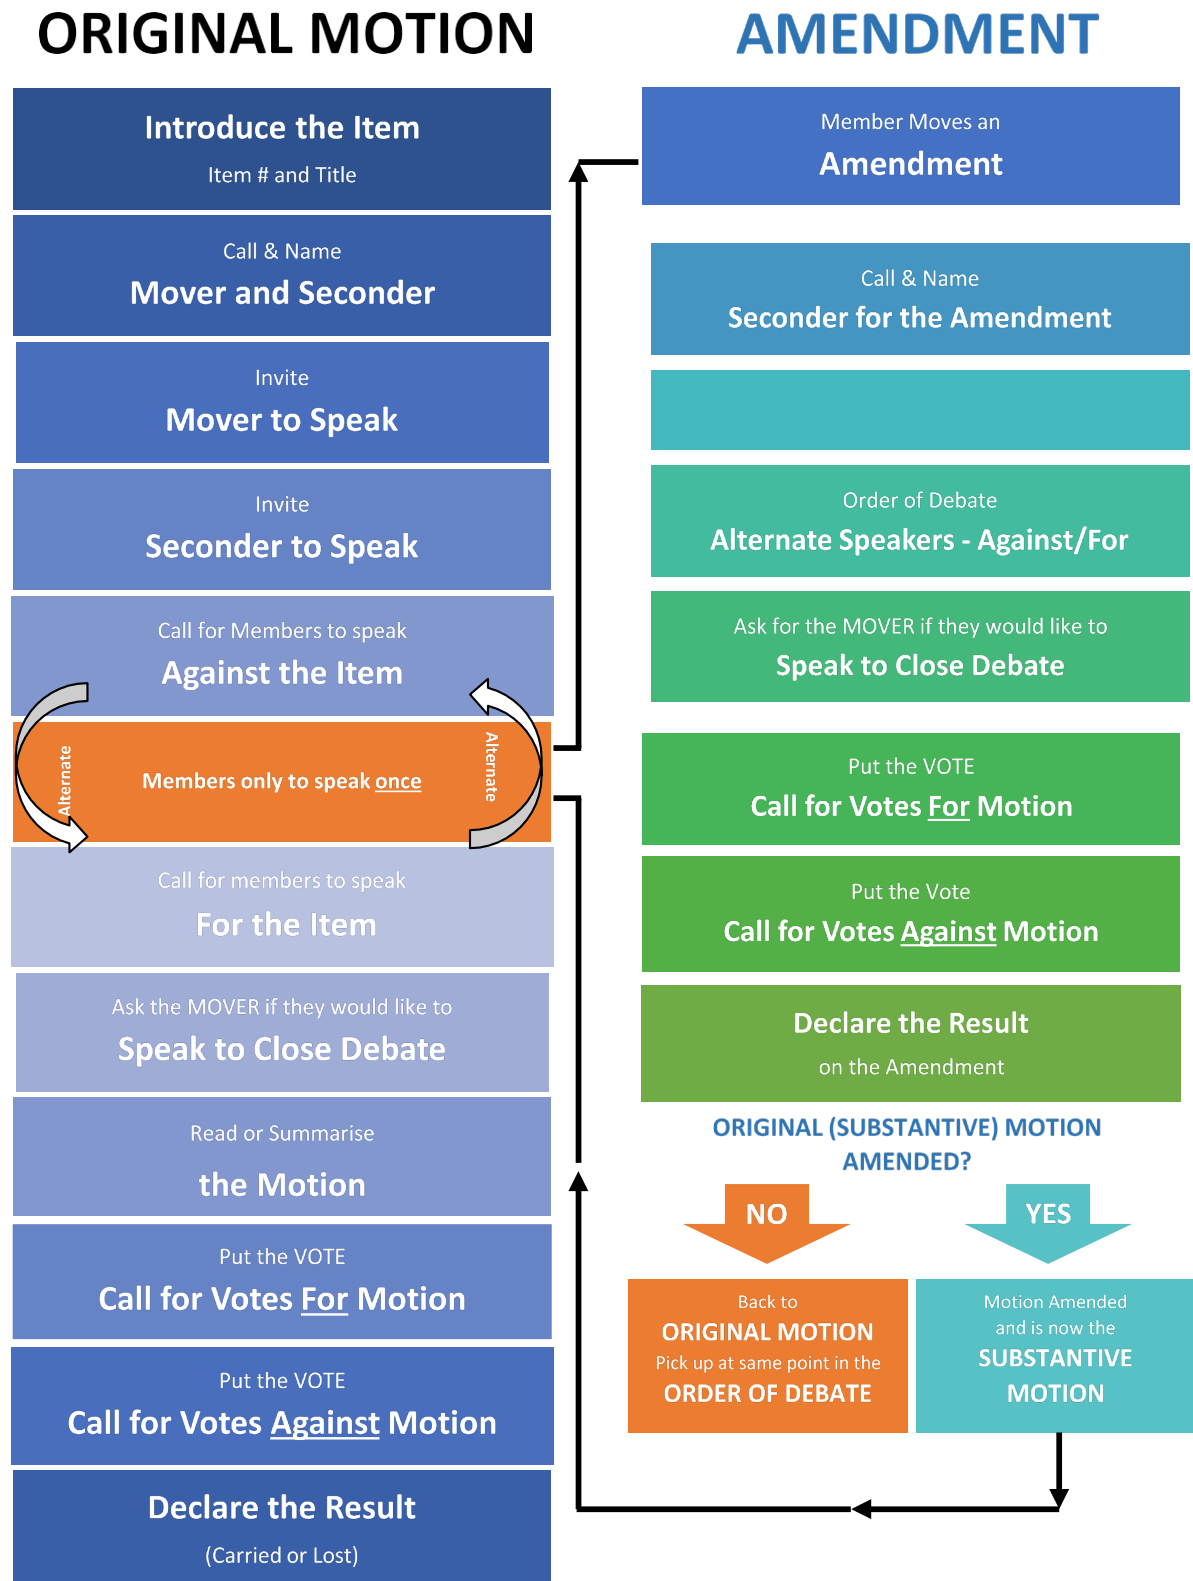 ORIGINAL MOTION
Introduce the Item
Item # and Title
Call & Name
Mover and Seconder
Invite
Mover to Speak
Invite
Seconder to Speak
Call for Members to speak
Against the Item
Alternate
Members only to speak once
Alternate
Call for members to speak
For the Item
Ask the MOVER if they would like to
Speak to Close Debate
Read or Summarise
the Motion
Put the VOTE
Call for Votes For Motion
Put the VOTE
Call for Votes Against Motion
Declare the Result
(Carried or Lost)
AMENDMENT
Member Moves an
Amendment
Call & Name
Seconder for the Amendment
Order of Debate
Alternate Speakers - Against/For
Ask for the MOVER if they would like to
Speak to Close Debate
Put the VOTE
Call for Votes For Motion
Put the Vote
Call for Votes Against Motion
Declare the Result
on the Amendment
ORIGINAL (SUBSTANTIVE) MOTION
AMENDED?
NO
Back to
ORIGINAL MOTION
Pick up at same point in the
ORDER OF DEBATE
YES
Motion Amended
and is now the
SUBSTANTIVE
MOTION